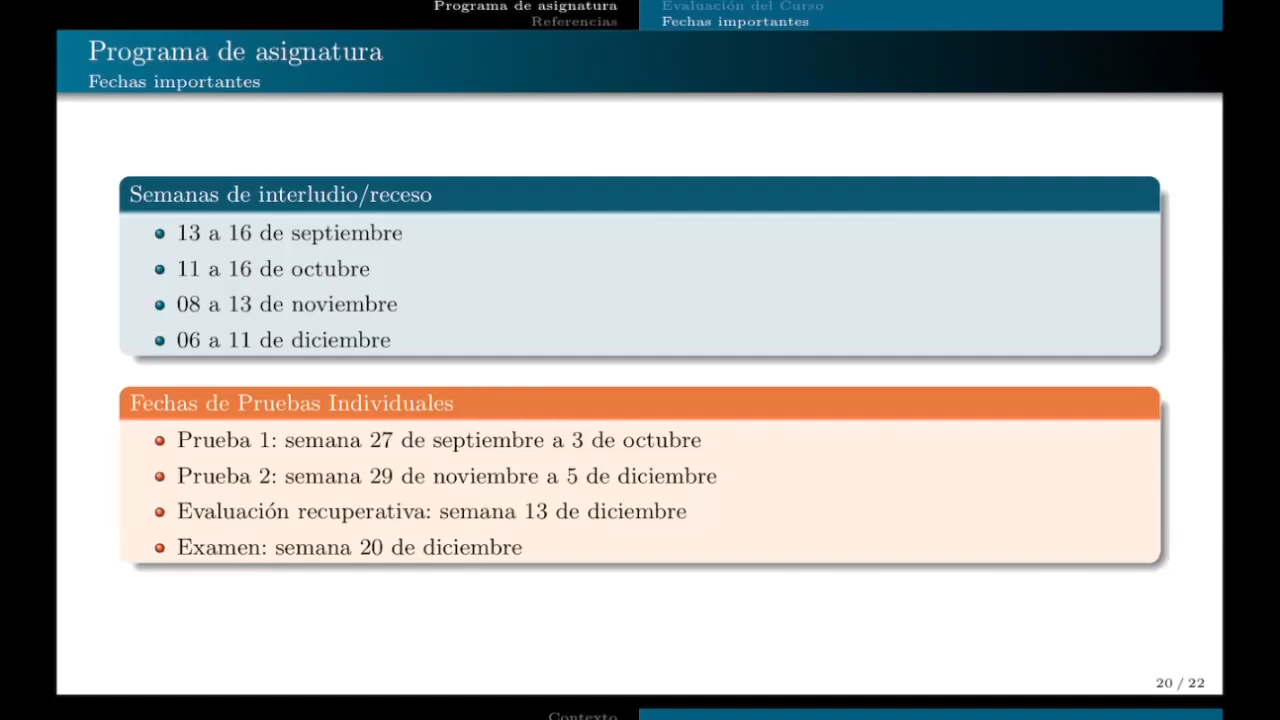 Programa de asignatura
Referencias
Evaluación del Curso
Fechas importantes
Programa de asignatura
Fechas importantes
Semanas de interludio/receso
13 a 16 de septiembre
11 a 16 de octubre
08 a 13 de noviembre
06 a 11 de diciembre
Fechas de Pruebas Individuales
Prueba 1: semana 27 de septiembre a 3 de octubre
Prueba 2: semana 29 de noviembre a 5 de diciembre
Evaluación recuperativa: semana 13 de diciembre
Examen: semana 20 de diciembre
20 / 22
Contexto